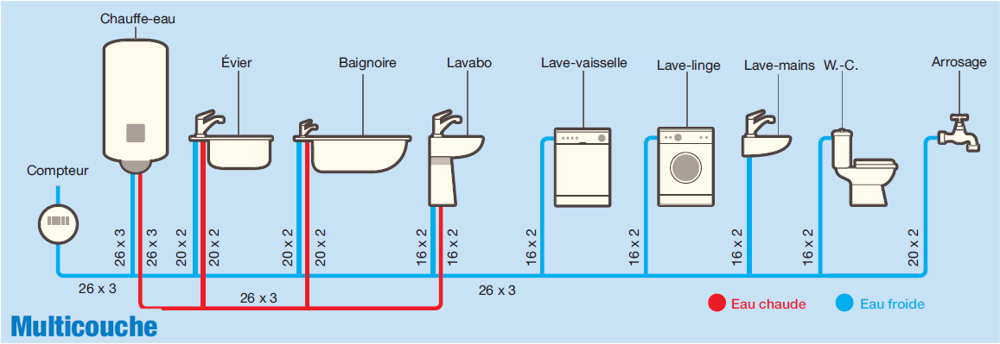 Chauffe-eau
Évier
Baignoire
Lavabo
Lave-vaisselle
Lave-linge
Lave-mains
W.-C.
Arrosage
Compteur
26 x 3
26 x 3
20 x 2
20 x 2
20 x 2
20 x 2
16 x 2
16 x 2
16 x 2
16 x 2
16 x 2
16 x 2
20 x 2
26 x 3
26 x 3
26 x 3
Eau chaude
Eau froide
Multicouche